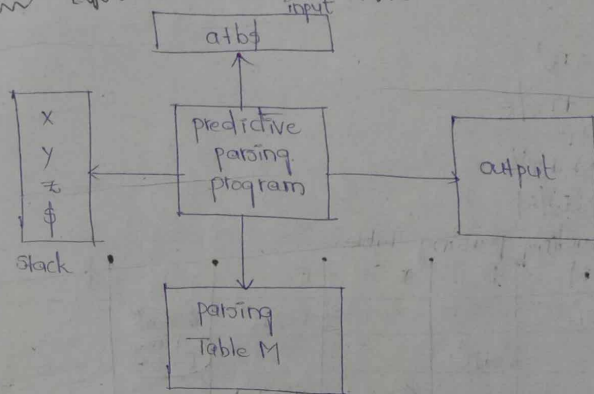 input
a+b$
X
Y
Z
$
stack
predictive
parsing
program
output
parsing
Table M